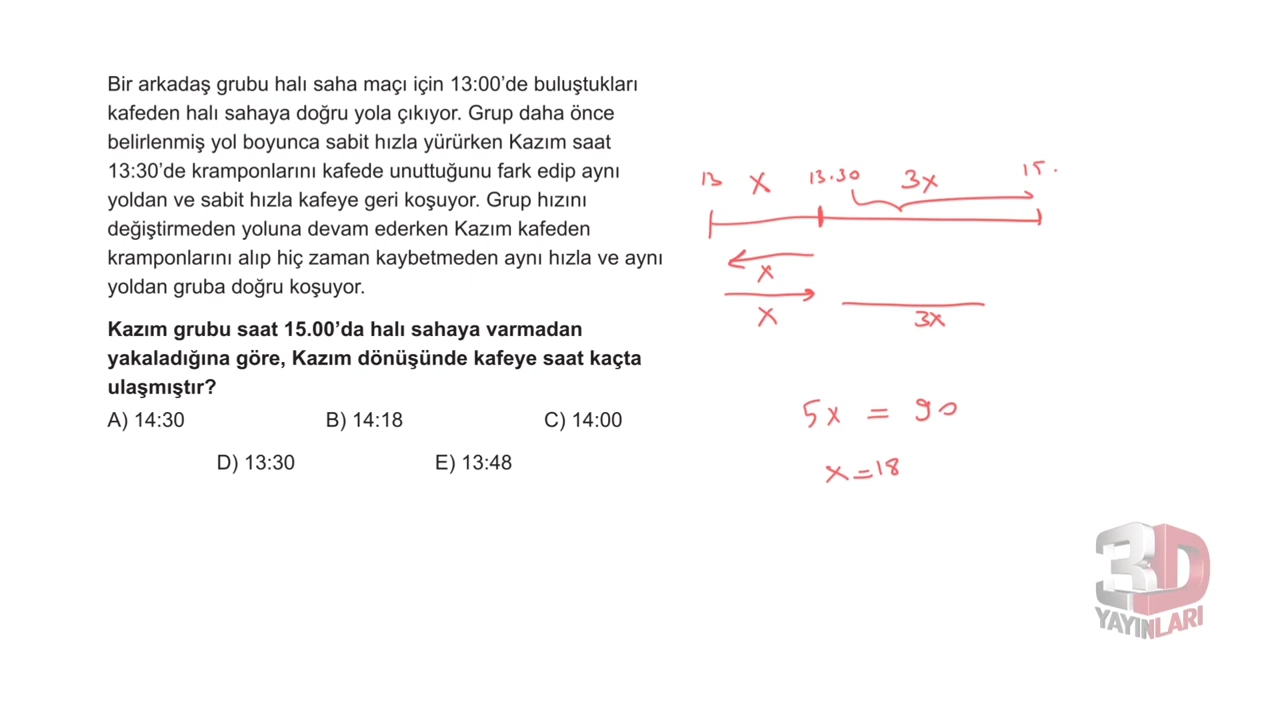 Bir arkadaş grubu halı saha maçı için 13:00'de buluştukları
kafeden halı sahaya doğru yola çıkıyor. Grup daha önce
belirlenmiş yol boyunca sabit hızla yürürken Kazım saat
13:30'de kramponlarını kafede unuttuğunu fark edip aynı
yoldan ve sabit hızla kafeye geri koşuyor. Grup hızını
değiştirmeden yoluna devam ederken Kazım kafeden
kramponlarını alıp hiç zaman kaybetmeden aynı hızla ve aynı
yoldan gruba doğru koşuyor.
Kazım grubu saat 15.00'da halı sahaya varmadan
yakaladığına göre, Kazım dönüşünde kafeye saat kaçta
ulaşmıştır?
A) 14:30 B) 14:18 C) 14:00
D) 13:30 E) 13:48
13 x 13.30 3x 15.
x
x 3x
5x = 90
x = 18
3D
YAYINLARI